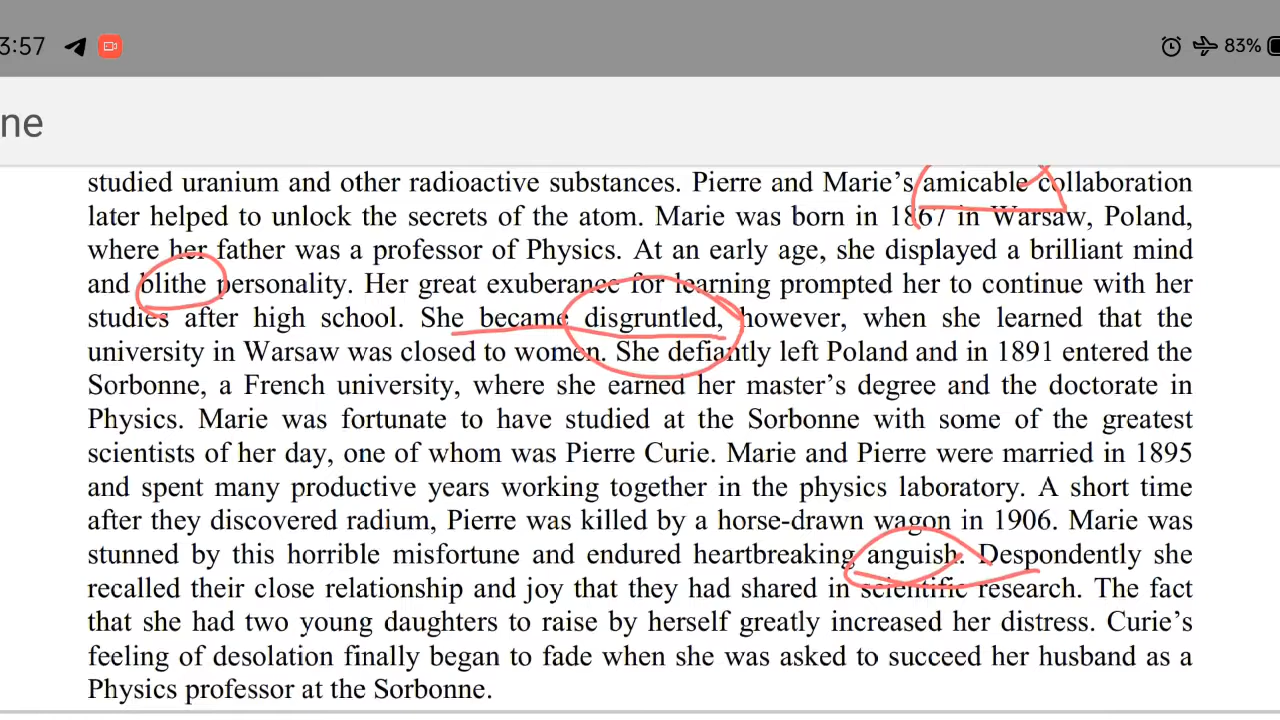 3:57 83%
ne
studied uranium and other radioactive substances. Pierre and Marie’s amicable collaboration
later helped to unlock the secrets of the atom. Marie was born in 1867 in Warsaw, Poland,
where her father was a professor of Physics. At an early age, she displayed a brilliant mind
and blithe personality. Her great exuberance for learning prompted her to continue with her
studies after high school. She became disgruntled, however, when she learned that the
university in Warsaw was closed to women. She defiantly left Poland and in 1891 entered the
Sorbonne, a French university, where she earned her master’s degree and the doctorate in
Physics. Marie was fortunate to have studied at the Sorbonne with some of the greatest
scientists of her day, one of whom was Pierre Curie. Marie and Pierre were married in 1895
and spent many productive years working together in the physics laboratory. A short time
after they discovered radium, Pierre was killed by a horse-drawn wagon in 1906. Marie was
stunned by this horrible misfortune and endured heartbreaking anguish. Despondently she
recalled their close relationship and joy that they had shared in scientific research. The fact
that she had two young daughters to raise by herself greatly increased her distress. Curie’s
feeling of desolation finally began to fade when she was asked to succeed her husband as a
Physics professor at the Sorbonne.